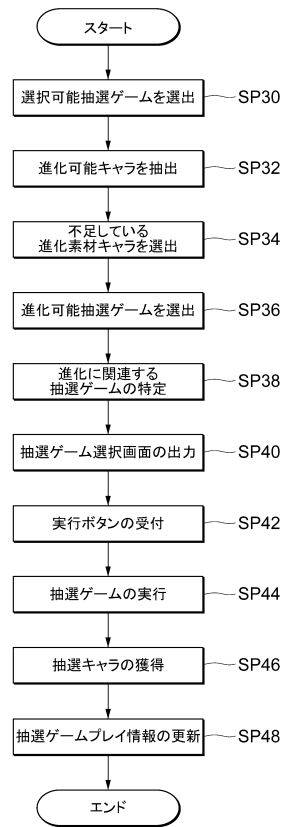 スタート
選択可能抽選ゲームを選出
SP30
進化可能キャラを抽出
SP32
不足している
進化素材キャラを選出
SP34
進化可能抽選ゲームを選出
SP36
進化に関連する
抽選ゲームの特定
SP38
抽選ゲーム選択画面の出力
SP40
実行ボタンの受付
SP42
抽選ゲームの実行
SP44
抽選キャラの獲得
SP46
抽選ゲームプレイ情報の更新
SP48
エンド